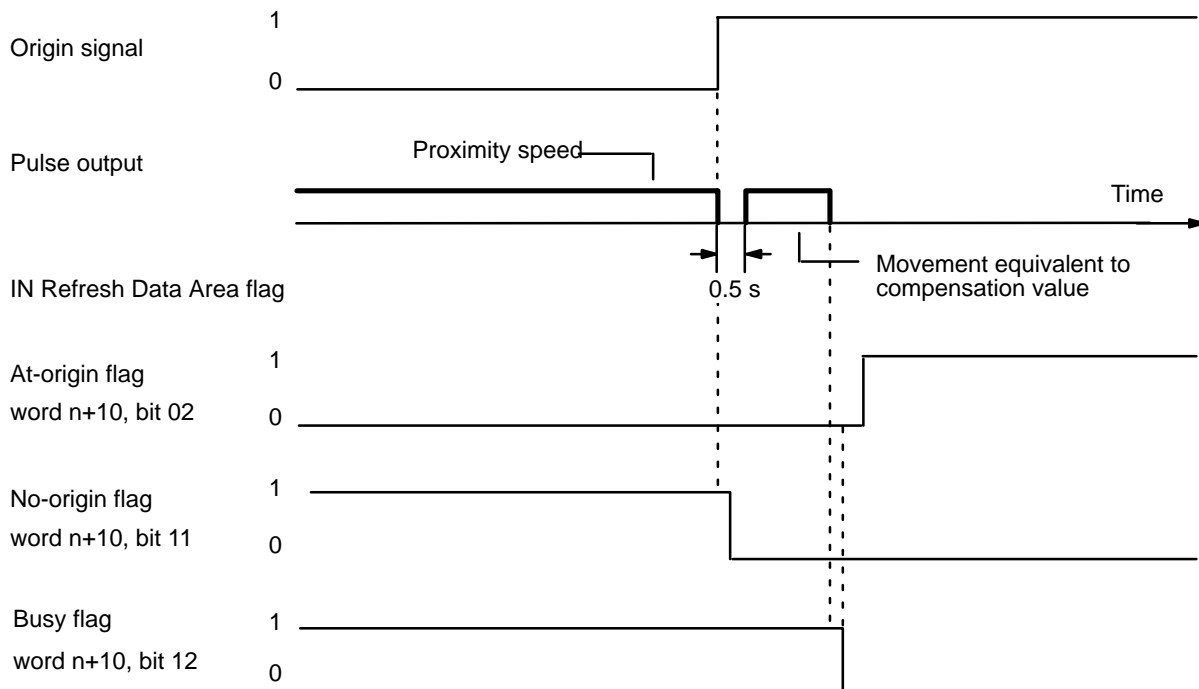 1
Origin signal
0
Proximity speed
Pulse output
Time
Movement equivalent to
compensation value
IN Refresh Data Area flag
0.5 s
1
At-origin flag
word n+10, bit 02
0
1
No-origin flag
word n+10, bit 11
0
Busy flag
1
word n+10, bit 12
0